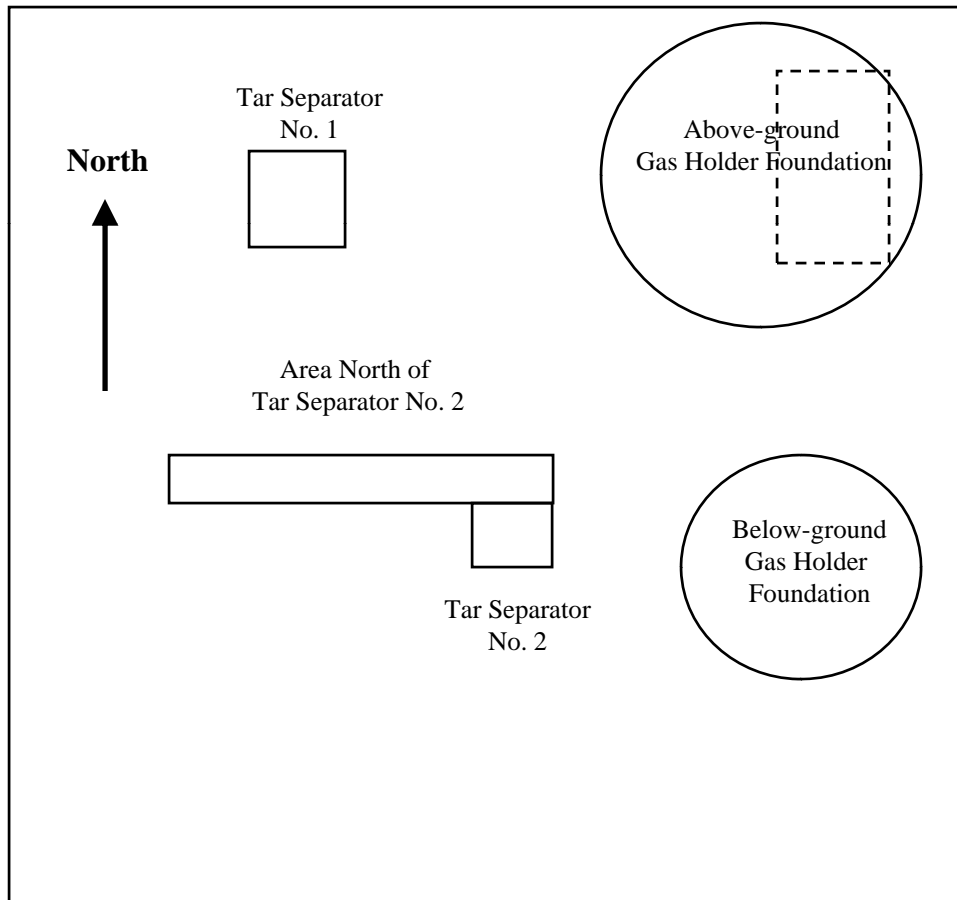 Tar Separator
No. 1
North
Above-ground
Gas Holder Foundation
Area North of
Tar Separator No. 2
Below-ground
Gas Holder
Foundation
Tar Separator
No. 2